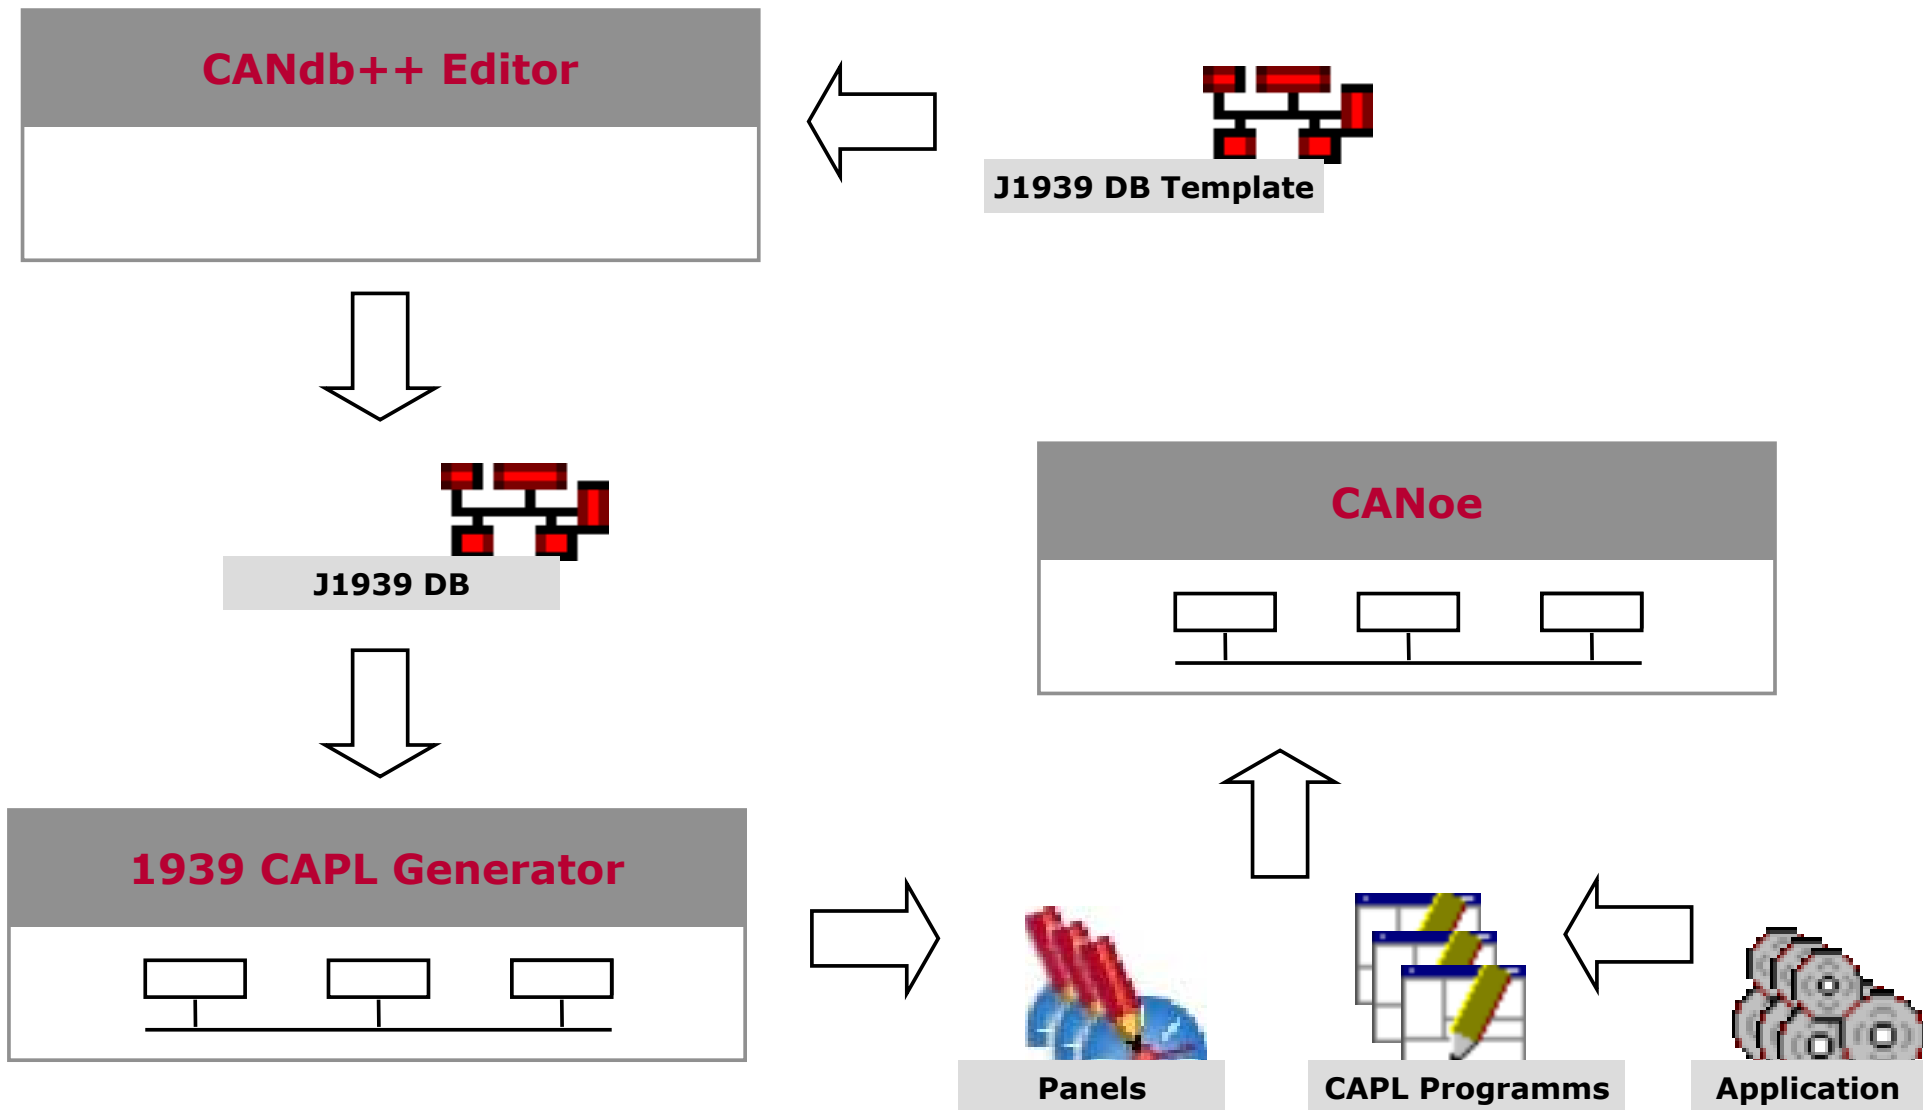 CANdb++ Editor
J1939 DB Template
J1939 DB
CANoe
1939 CAPL Generator
Panels
CAPL Programms
Application